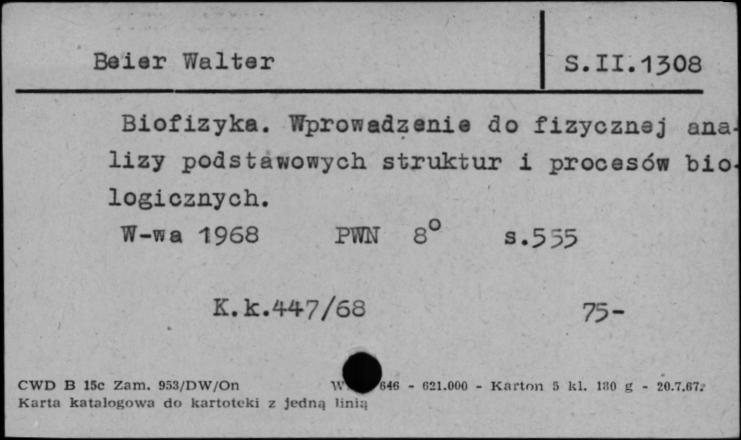 Beier Walter S.II.1308
Biofizyka. Wprowadzenie do fizycznej ana-
lizy podstawowych struktur i procesów bio-
logicznych.
W-wa 1968 PWN 8° s.555
K.k.447/68 75-
CWD B 15c Zam. 953/DW/On 646 - 621.000 - Karton 5 kl. 180 g - 20.7.67.
Karta katalogowa do kartoteki z jedną linią